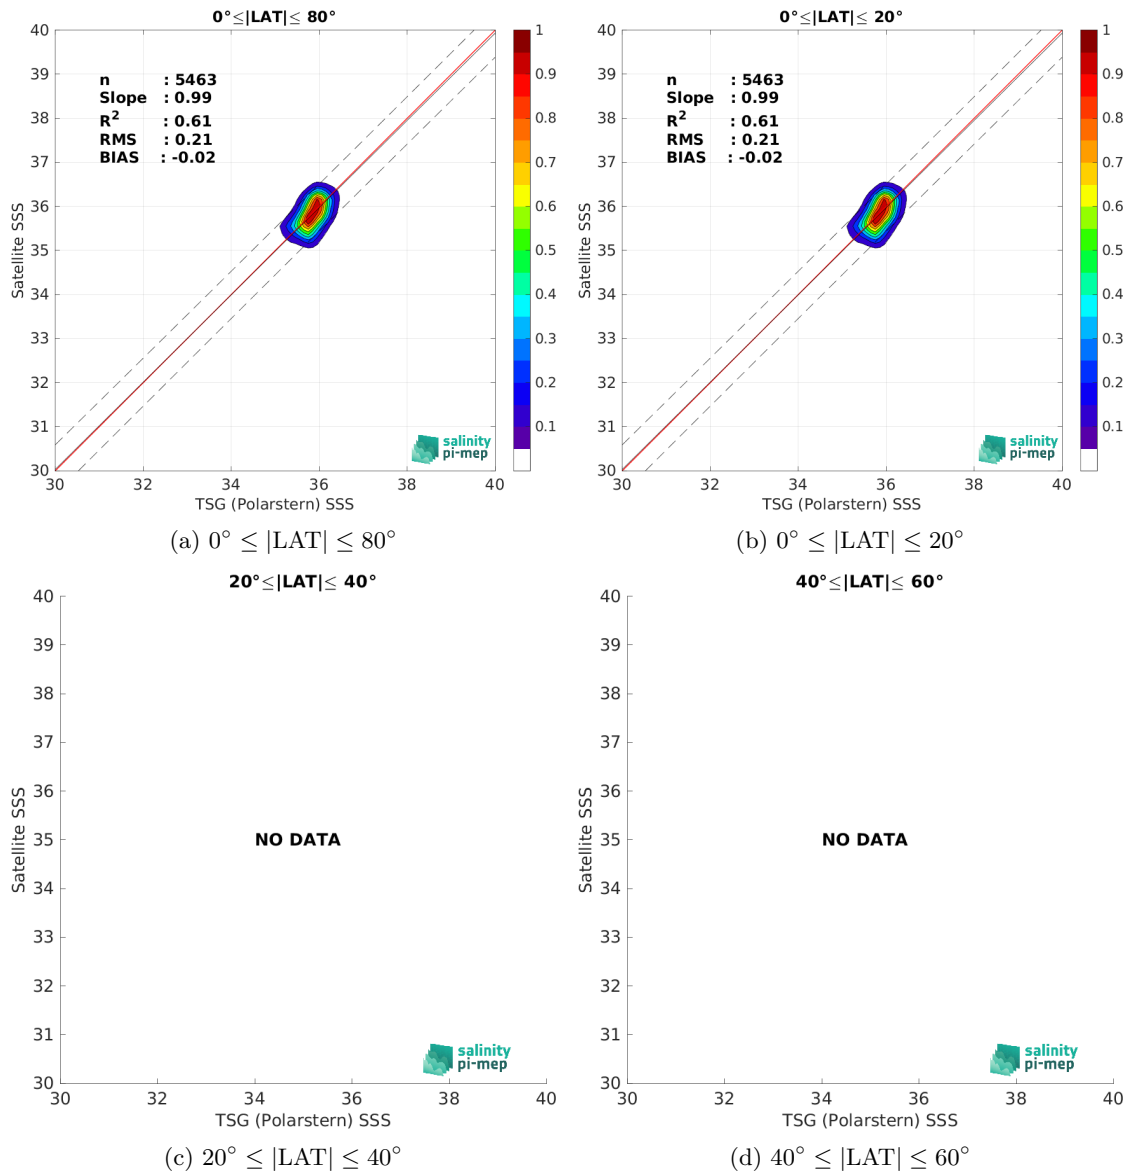 0°≤|LAT|≤ 80°
40
39
38
37
36
35
34
33
32
31
30
Satellite SSS
n : 5463
Slope : 0.99
R² : 0.61
RMS : 0.21
BIAS : -0.02
salinity
pi-mep
30 32 34 36 38 40
TSG (Polarstern) SSS
1
0.9
0.8
0.7
0.6
0.5
0.4
0.3
0.2
0.1
(a) 0° ≤ |LAT| ≤ 80°
0°≤|LAT|≤ 20°
40
39
38
37
36
35
34
33
32
31
30
Satellite SSS
n : 5463
Slope : 0.99
R² : 0.61
RMS : 0.21
BIAS : -0.02
salinity
pi-mep
30 32 34 36 38 40
TSG (Polarstern) SSS
1
0.9
0.8
0.7
0.6
0.5
0.4
0.3
0.2
0.1
(b) 0° ≤ |LAT| ≤ 20°
20°≤|LAT|≤ 40°
40
39
38
37
36
35
34
33
32
31
30
Satellite SSS
NO DATA
salinity
pi-mep
30 32 34 36 38 40
TSG (Polarstern) SSS
(c) 20° ≤ |LAT| ≤ 40°
40°≤|LAT|≤ 60°
40
39
38
37
36
35
34
33
32
31
30
Satellite SSS
NO DATA
salinity
pi-mep
30 32 34 36 38 40
TSG (Polarstern) SSS
(d) 40° ≤ |LAT| ≤ 60°